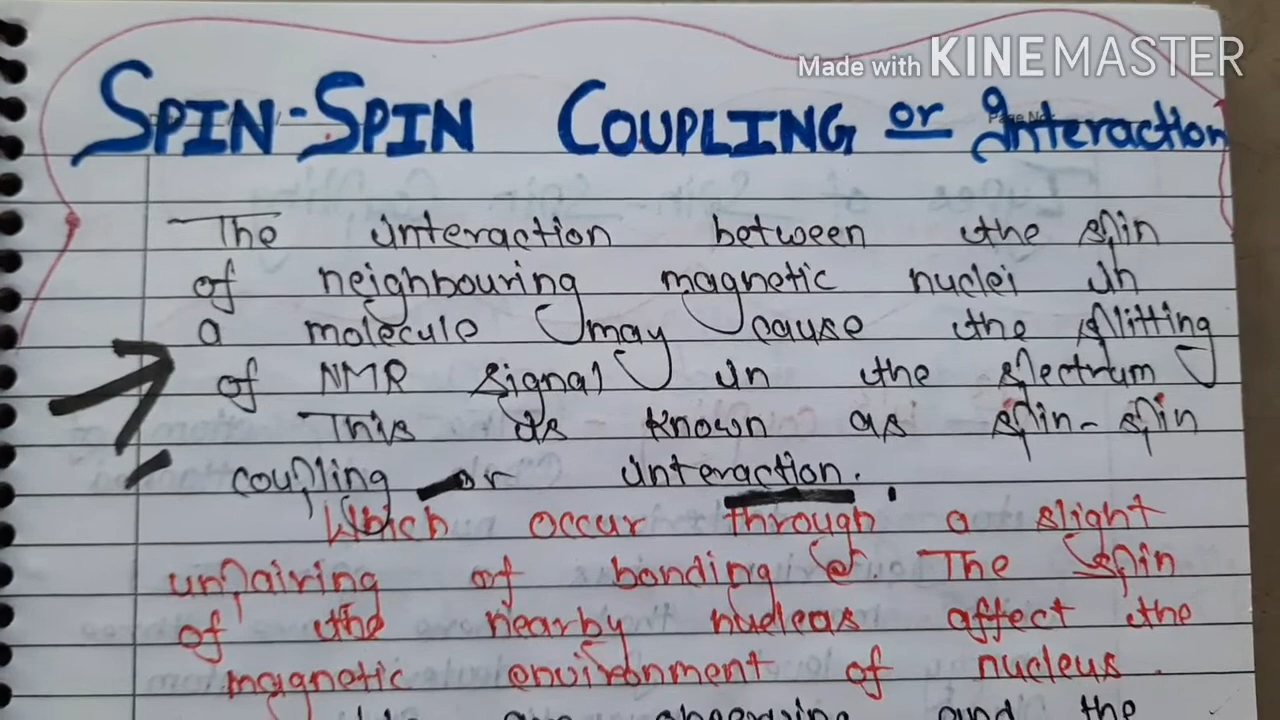 Made with KINEMASTER
SPIN-SPIN COUPLING or Interaction
The interaction between the spin
of neighbouring magnetic nuclei in
a molecule may cause the splitting
of NMR signal in the spectrum
This is known as spin-spin
coupling or interaction.
Which occur through a slight
unpairing of bonding e⁻. The spin
of the nearby nucleas affect the
magnetic environment of nucleus.
and the